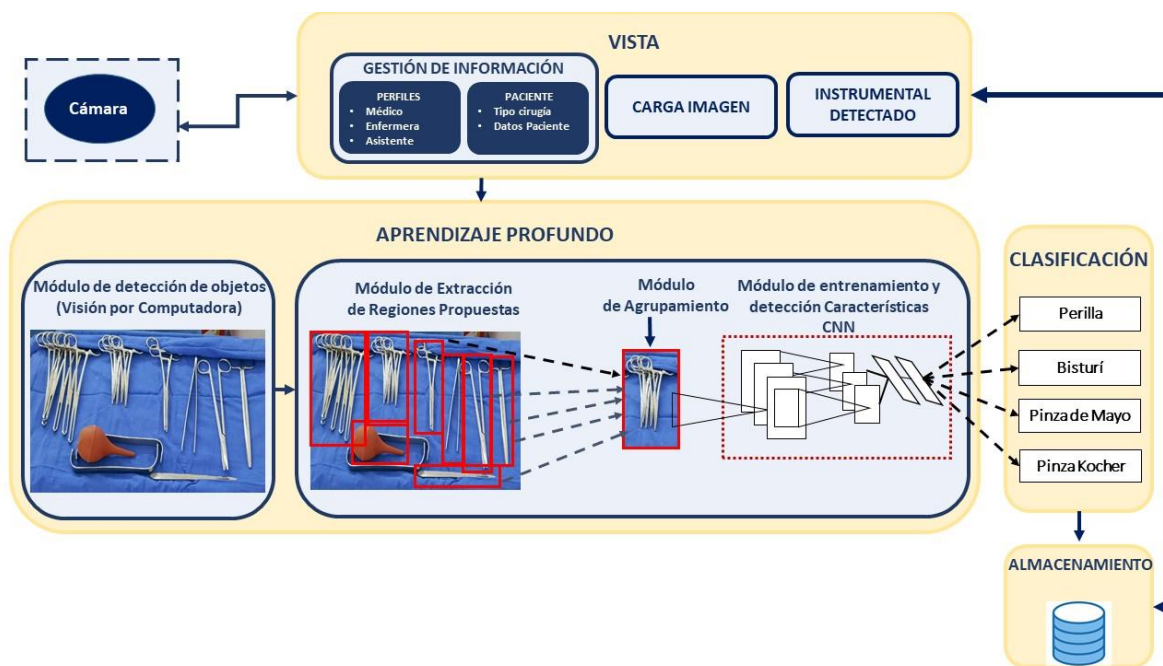 VISTA
Cámara
GESTIÓN DE INFORMACIÓN
PERFILES
• Médico
• Enfermera
• Asistente
PACIENTE
• Tipo cirugía
• Datos Paciente
CARGA IMAGEN
INSTRUMENTAL
DETECTADO
APRENDIZAJE PROFUNDO
Módulo de detección de objetos
(Visión por Computadora)
Módulo de Extracción
de Regiones Propuestas
Módulo
de Agrupamiento
Módulo de entrenamiento y
detección Características
CNN
CLASIFICACIÓN
Perilla
Bisturí
Pinza de Mayo
Pinza Kocher
ALMACENAMIENTO